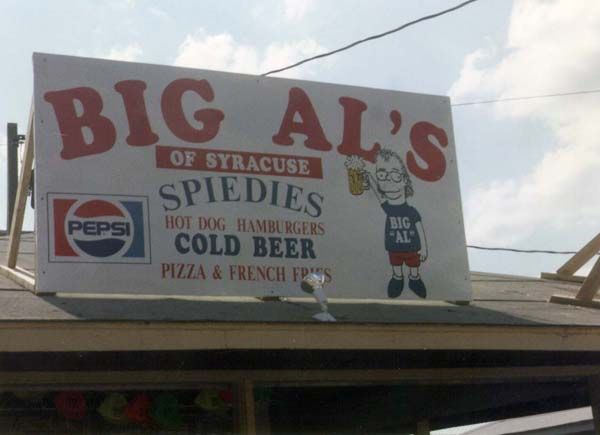 BIG AL'S
OF SYRACUSE
SPIEDIES
HOT DOG HAMBURGERS
COLD BEER
PIZZA & FRENCH FRIES
PEPSI
BIG
"AL"